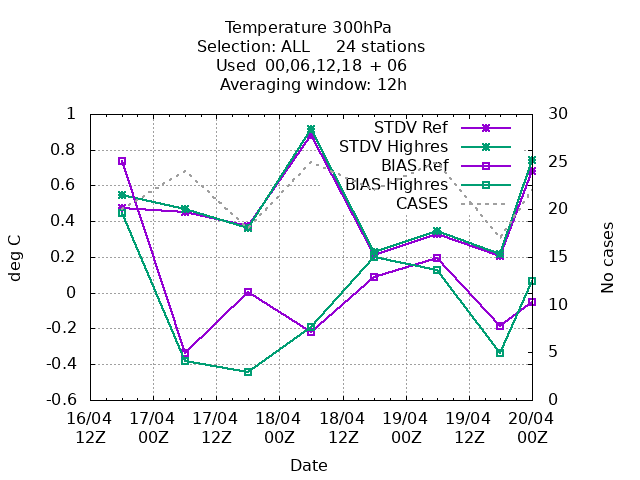 Temperature 300hPa
Selection: ALL     24 stations
Used  00,06,12,18 + 06
Averaging window: 12h
1
0.8
0.6
0.4
0.2
0
-0.2
-0.4
-0.6
deg C
30
25
20
15
10
5
0
No cases
STDV Ref
STDV Highres
BIAS Ref
BIAS Highres
CASES
16/04 17/04 17/04 18/04 18/04 19/04 19/04 20/04
12Z 00Z 12Z 00Z 12Z 00Z 12Z 00Z
Date